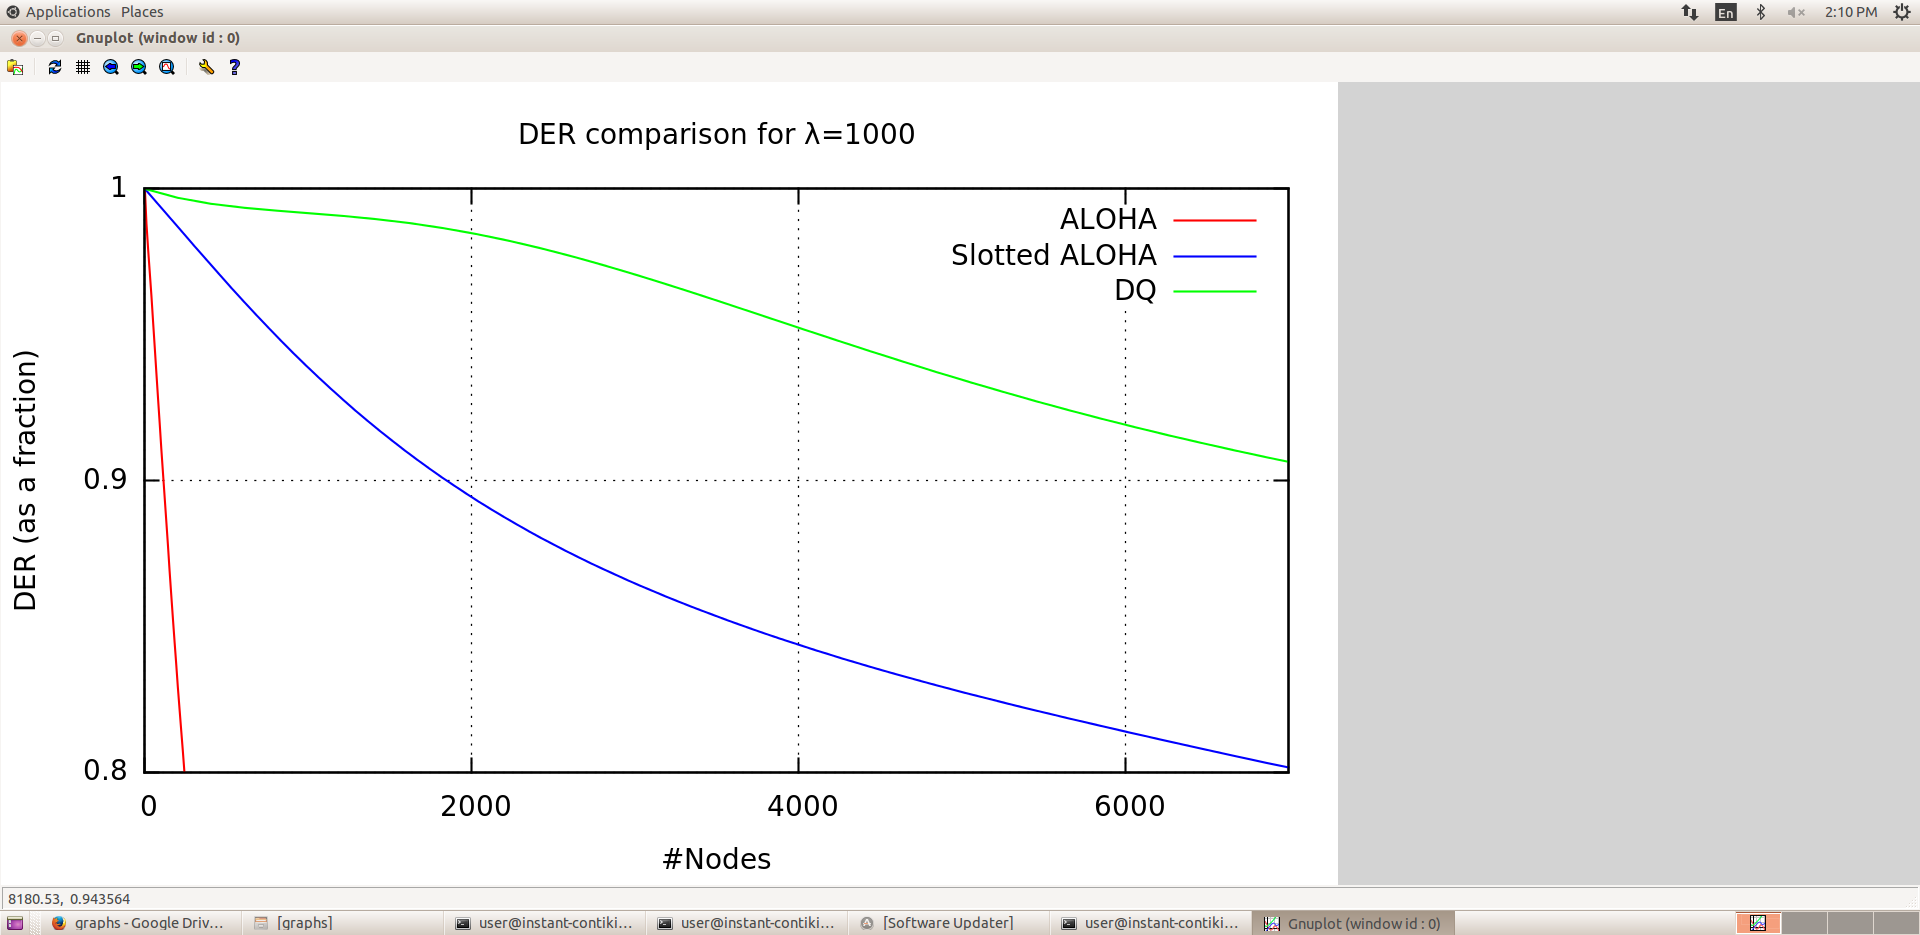 Applications Places
En
2:10 PM
Gnuplot (window id : 0)
DER comparison for λ=1000
1
ALOHA
Slotted ALOHA
DQ
DER (as a fraction)
0.9
0.8
0 2000 4000 6000
#Nodes
8180.53, 0.943564
graphs - Google Driv... [graphs] user@instant-contiki... user@instant-contiki... [Software Updater] user@instant-contiki... Gnuplot (window id : 0)